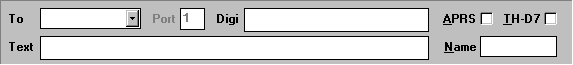 To Port 1 Digi APRS TH-D7
Text Name